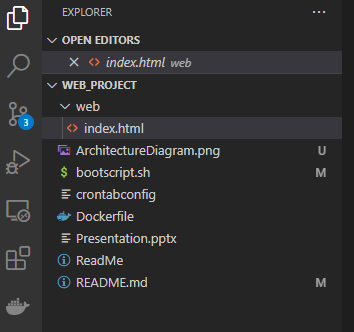 EXPLORER
OPEN EDITORS
index.html web
WEB_PROJECT
web
index.html
ArchitectureDiagram.png U
bootscript.sh M
crontabconfig
Dockerfile
Presentation.pptx
ReadMe
README.md M
3